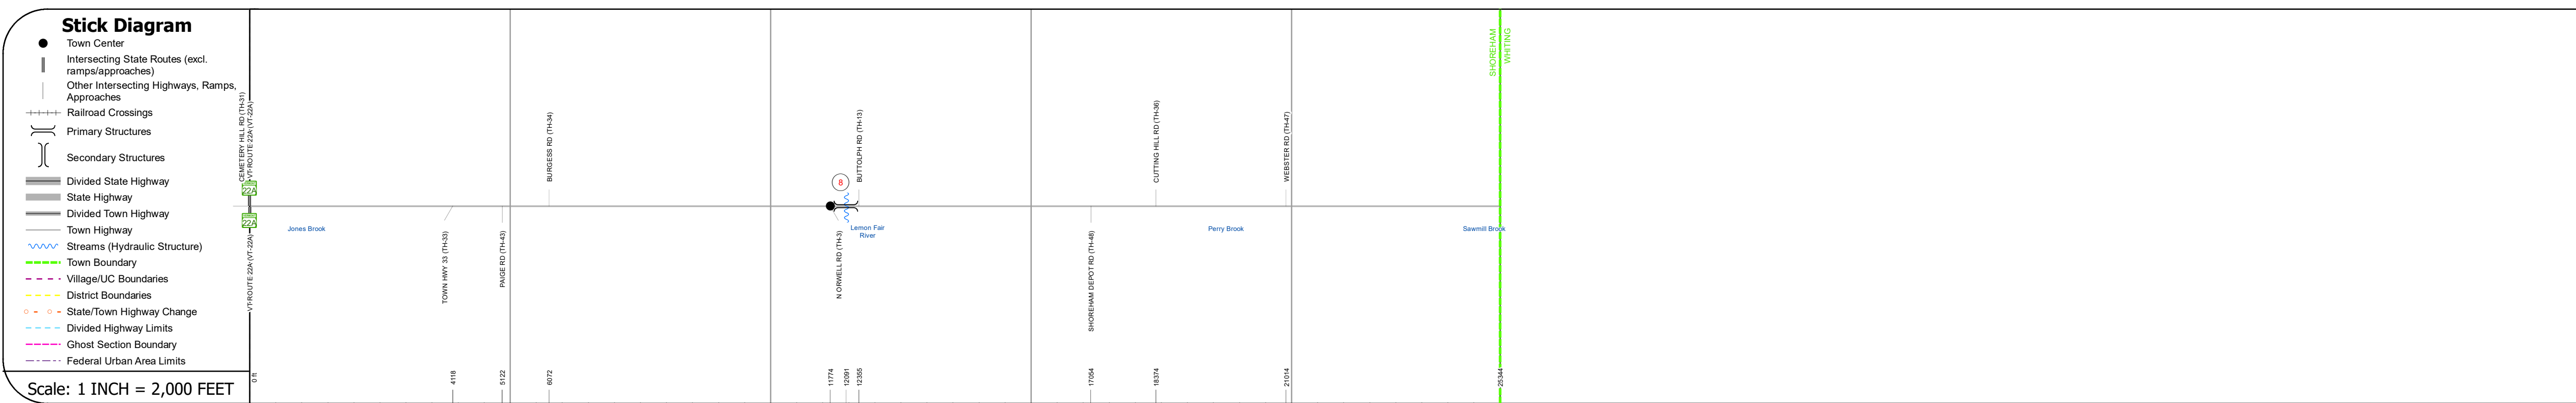 Stick Diagram
Town Center
Intersecting State Routes (excl.
ramps/approaches)
Other Intersecting Highways, Ramps,
Approaches
Railroad Crossings
Primary Structures
Secondary Structures
Divided State Highway
State Highway
Divided Town Highway
Town Highway
Streams (Hydraulic Structure)
Town Boundary
Village/UC Boundaries
District Boundaries
State/Town Highway Change
Divided Highway Limits
Ghost Section Boundary
Federal Urban Area Limits
Scale: 1 INCH = 2,000 FEET
CEMETERY HILL RD (TH-31)
VT-ROUTE 22A (VT-22A)
22A
22A
VT-ROUTE 22A (VT-22A)
Jones Brook
TOWN HWY 33 (TH-33)
PAIGE RD (TH-43)
BURGESS RD (TH-34)
8
N ORWELL RD (TH-3)
BUTTOLPH RD (TH-13)
Lemon Fair
River
SHOREHAM DEPOT RD (TH-48)
CUTTING HILL RD (TH-36)
Perry Brook
WEBSTER RD (TH-47)
Sawmill Brook
SHOREHAM
WHITING
0 ft
4118
5122
6072
11774
12091
12355
17054
18374
21014
25344